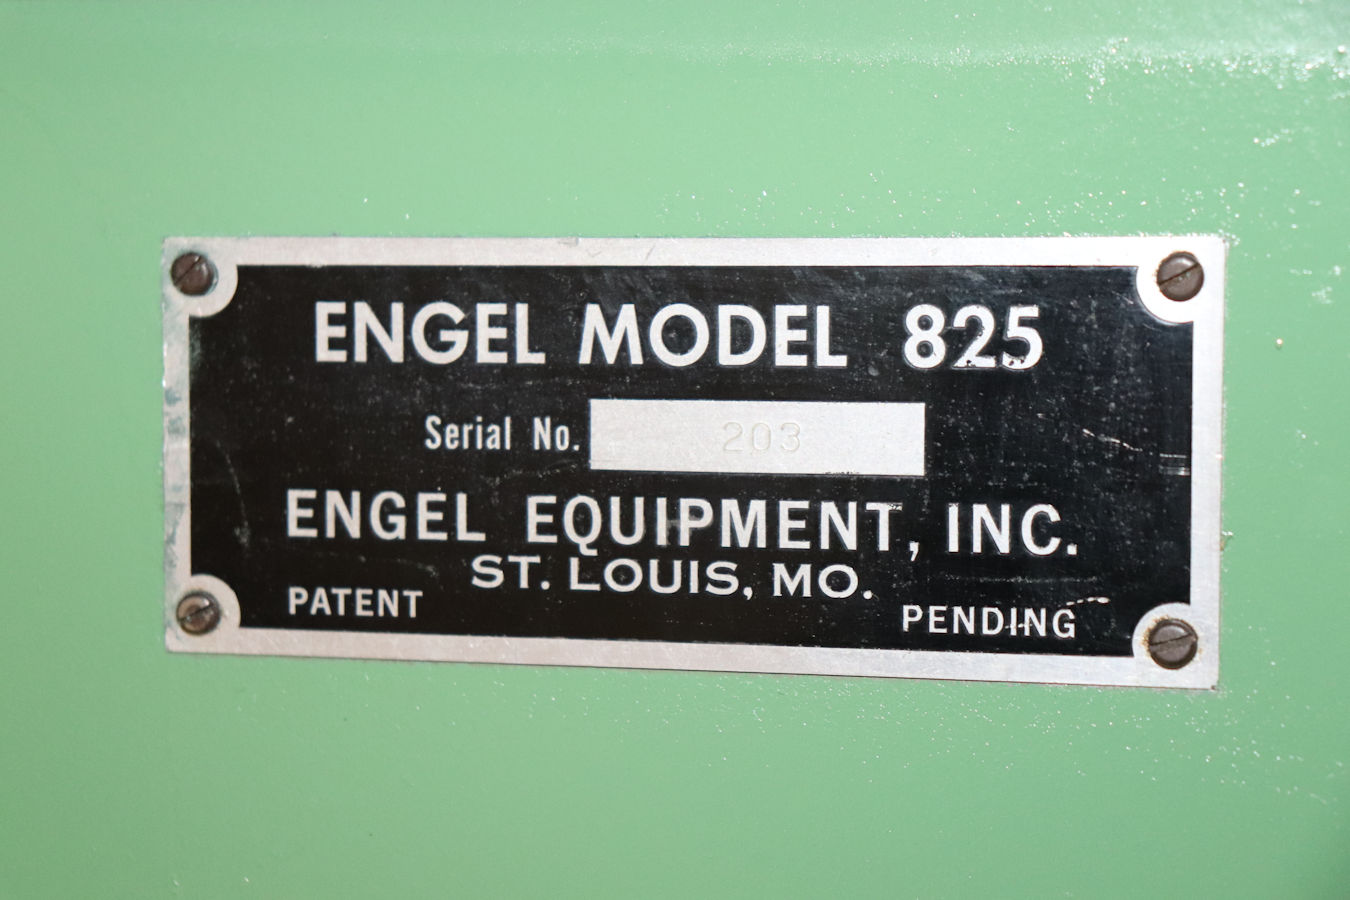 ENGEL MODEL 825
Serial No. 203
ENGEL EQUIPMENT, INC.
ST. LOUIS, MO.
PATENT PENDING